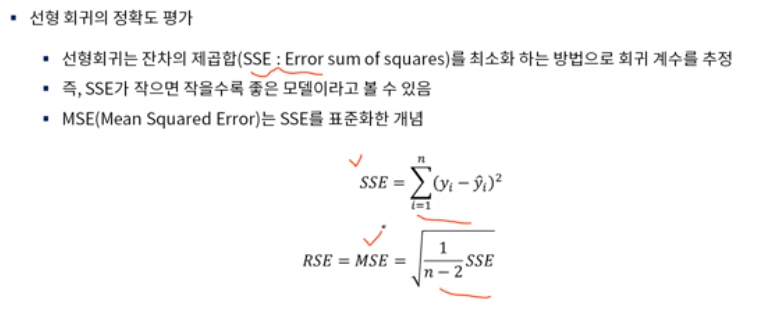 ▪ 선형 회귀의 정확도 평가
▪ 선형회귀는 잔차의 제곱합(SSE : Error sum of squares)를 최소화 하는 방법으로 회귀 계수를 추정
▪ 즉, SSE가 작으면 작을수록 좋은 모델이라고 볼 수 있음
▪ MSE(Mean Squared Error)는 SSE를 표준화한 개념
SSE = \sum_{i=1}^{n} (y_i − ŷ_i)^2
RSE = MSE = \sqrt{\frac{1}{n − 2} SSE}